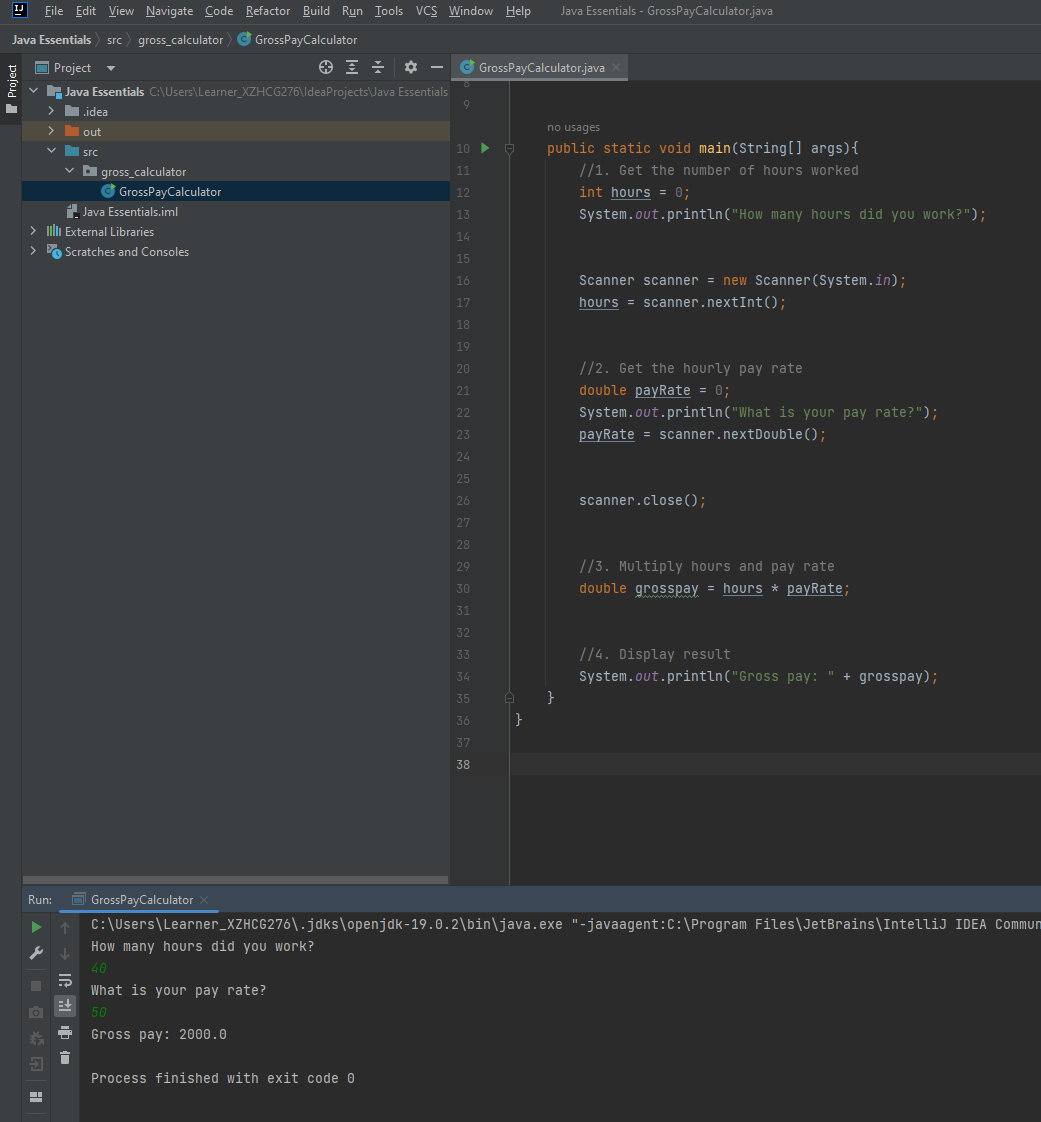 File Edit View Navigate Code Refactor Build Run Tools VCS Window Help Java Essentials - GrossPayCalculator.java
Java Essentials src gross_calculator GrossPayCalculator
Project
Project
Java Essentials C:\Users\Learner_XZHCG276\IdeaProjects\Java Essentials
.idea
out
src
gross_calculator
GrossPayCalculator
Java Essentials.iml
External Libraries
Scratches and Consoles
GrossPayCalculator.java
8
9
no usages
10 public static void main(String[] args){
11 //1. Get the number of hours worked
12 int hours = 0;
13 System.out.println("How many hours did you work?");
14
15
16 Scanner scanner = new Scanner(System.in);
17 hours = scanner.nextInt();
18
19
20 //2. Get the hourly pay rate
21 double payRate = 0;
22 System.out.println("What is your pay rate?");
23 payRate = scanner.nextDouble();
24
25
26 scanner.close();
27
28
29 //3. Multiply hours and pay rate
30 double grosspay = hours * payRate;
31
32
33 //4. Display result
34 System.out.println("Gross pay: " + grosspay);
35 }
36 }
37
38
Run: GrossPayCalculator
C:\Users\Learner_XZHCG276\.jdks\openjdk-19.0.2\bin\java.exe "-javaagent:C:\Program Files\JetBrains\IntelliJ IDEA Commun
How many hours did you work?
40
What is your pay rate?
50
Gross pay: 2000.0
Process finished with exit code 0